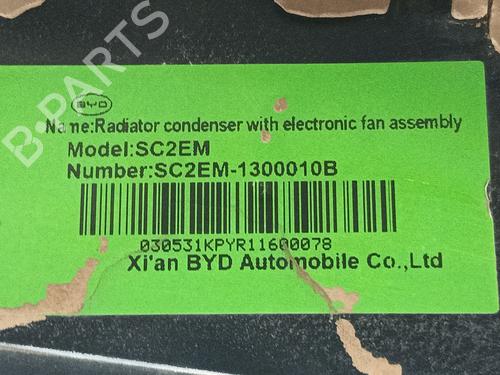 B-PARTS
BYD
Name:Radiator condenser with electronic fan assembly
Model:SC2EM
Number:SC2EM-1300010B
030531KPYR11600078
Xi'an BYD Automobile Co.,Ltd